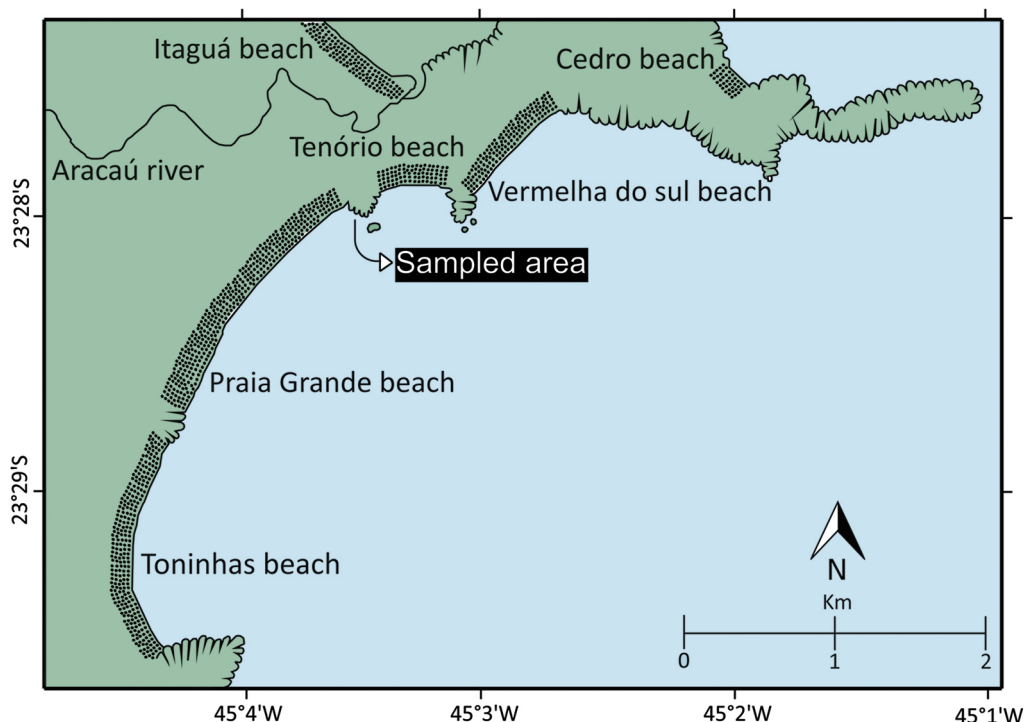 Itaguá beach
Cedro beach
Tenório beach
Aracaú river
Vermelha do sul beach
23°28'S
Sampled area
Praia Grande beach
23°29'S
Toninhas beach
N
Km
0 1 2
45°4'W 45°3'W 45°2'W 45°1'W